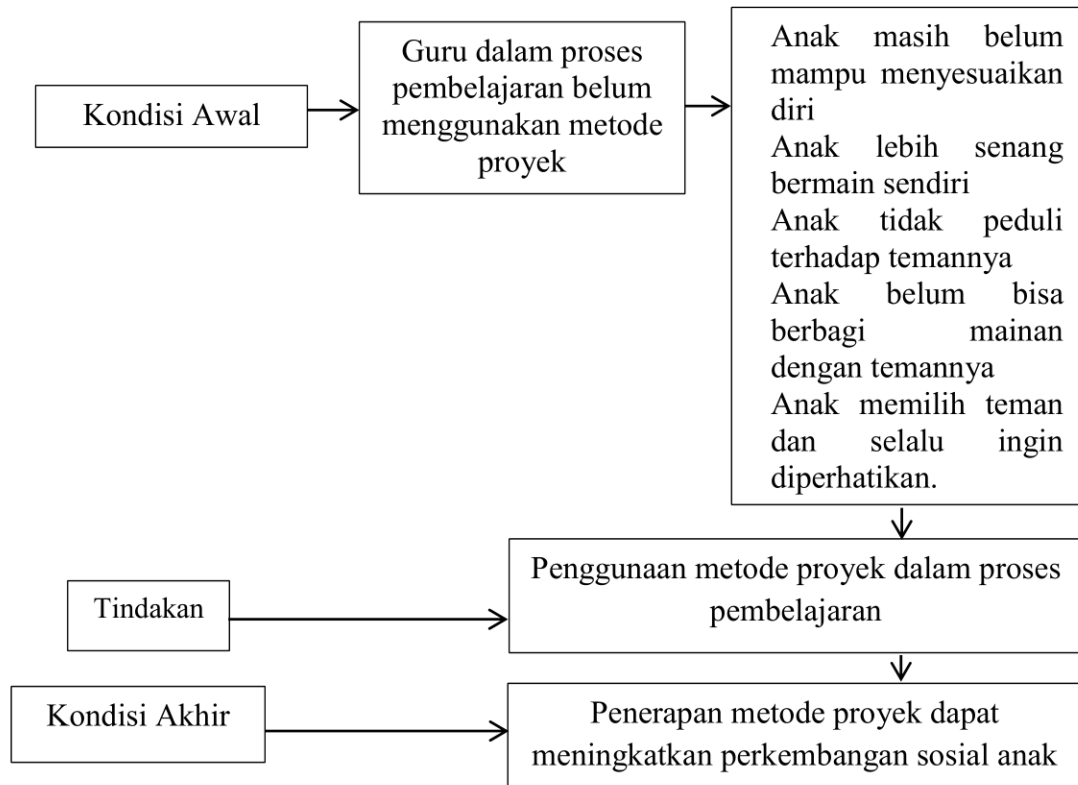 Kondisi Awal
Guru dalam proses
pembelajaran belum
menggunakan metode
proyek
Anak masih belum
mampu menyesuaikan
diri
Anak lebih senang
bermain sendiri
Anak tidak peduli
terhadap temannya
Anak belum bisa
berbagi mainan
dengan temannya
Anak memilih teman
dan selalu ingin
diperhatikan.
Tindakan
Penggunaan metode proyek dalam proses
pembelajaran
Kondisi Akhir
Penerapan metode proyek dapat
meningkatkan perkembangan sosial anak